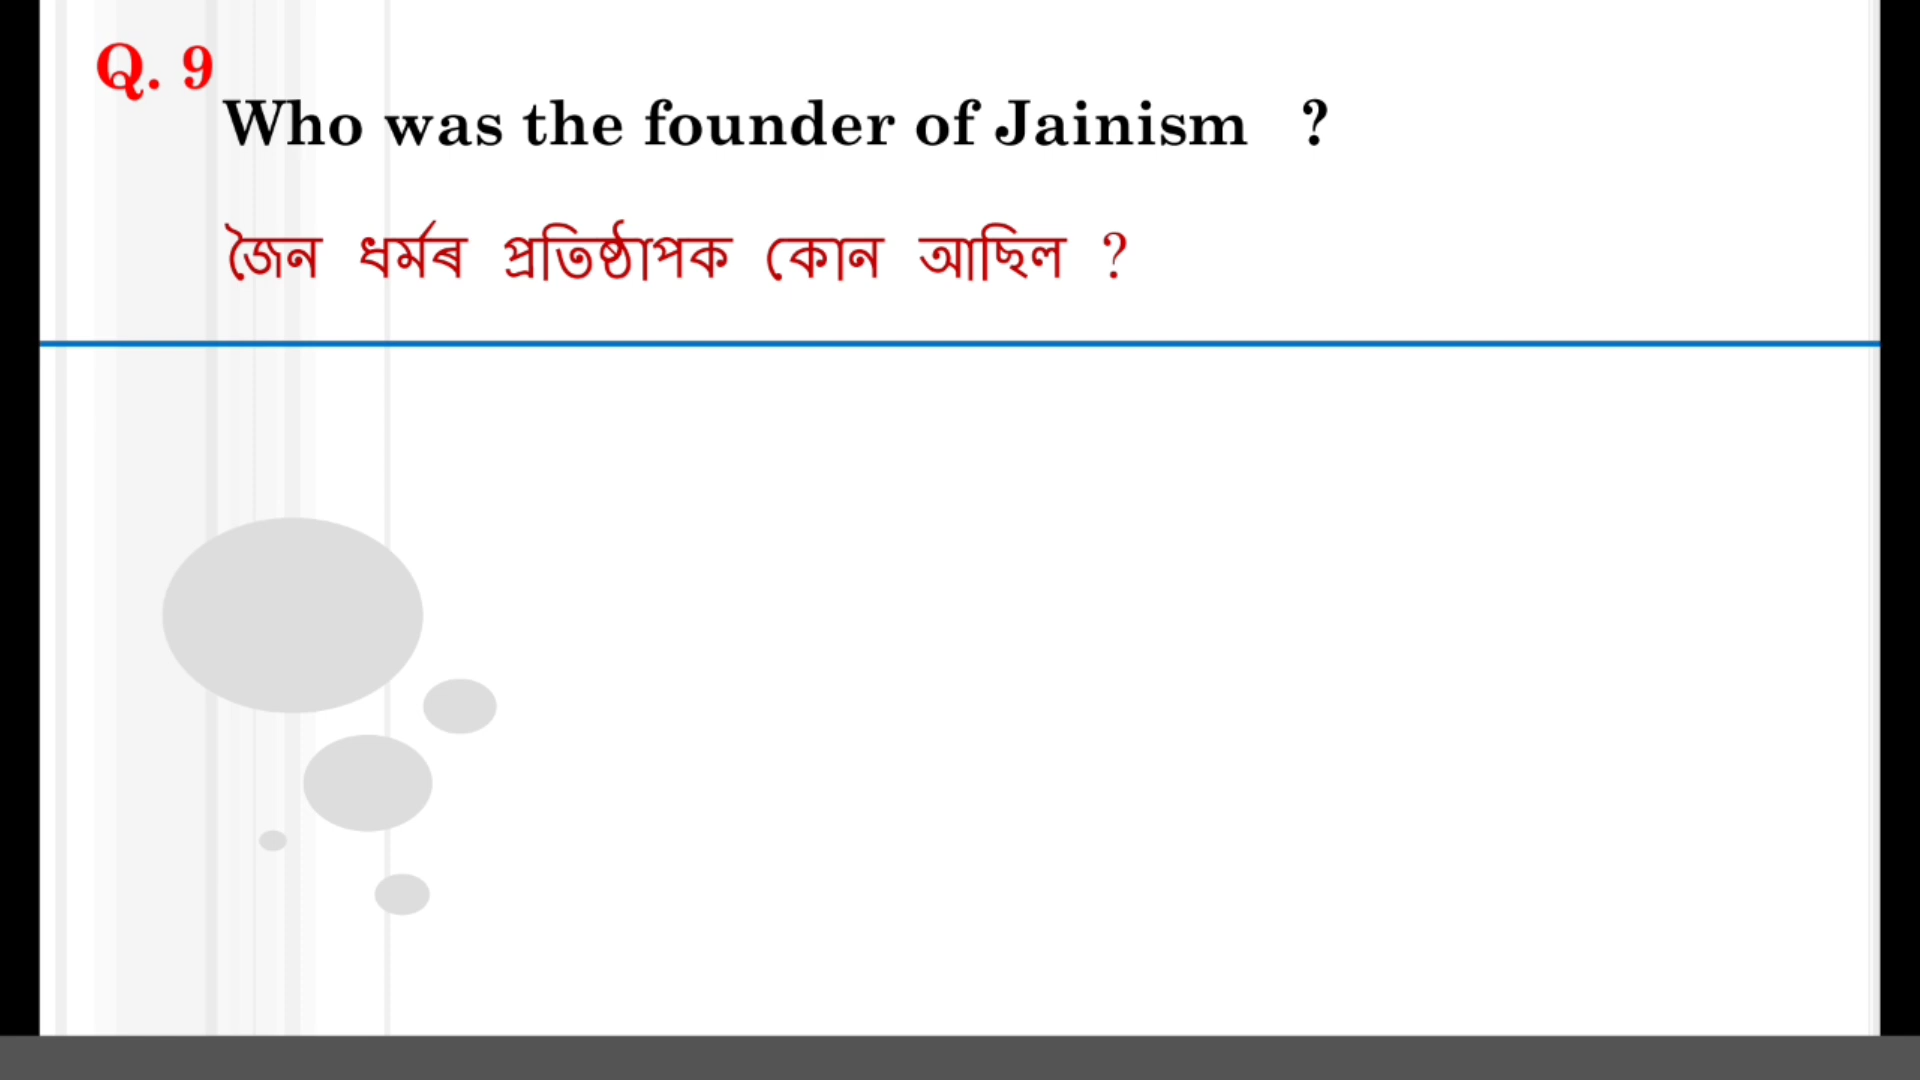 Q. 9
Who was the founder of Jainism ?
জৈন ধৰ্মৰ প্ৰতিষ্ঠাপক কোন আছিল ?